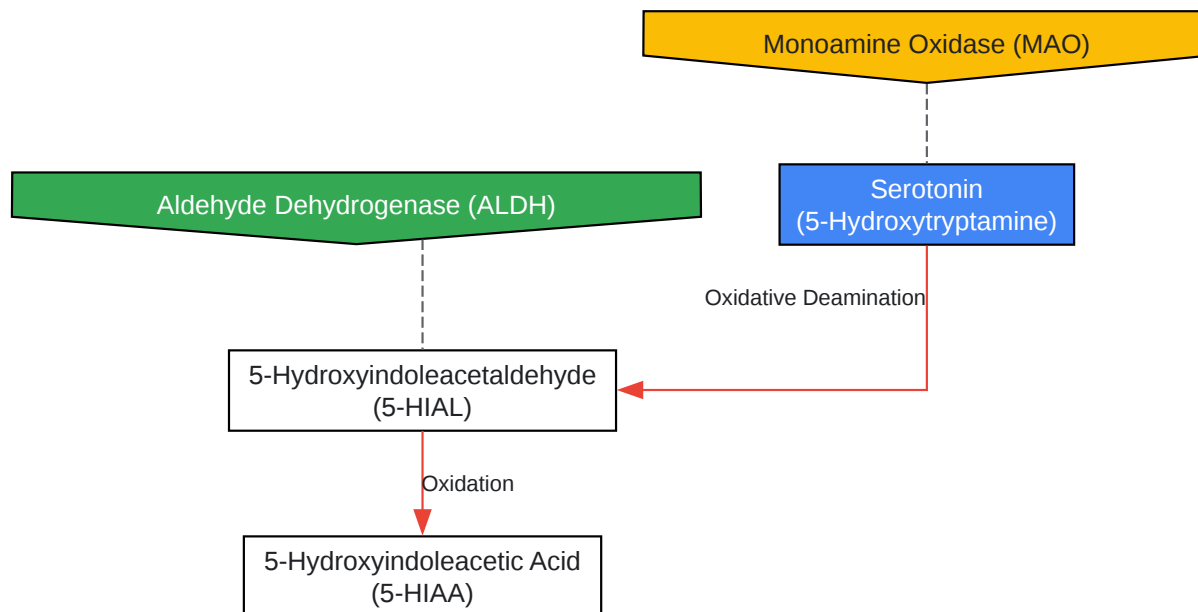 Monoamine Oxidase (MAO)
Aldehyde Dehydrogenase (ALDH)
Serotonin
(5-Hydroxytryptamine)
Oxidative Deamination
5-Hydroxyindoleacetaldehyde
(5-HIAL)
Oxidation
5-Hydroxyindoleacetic Acid
(5-HIAA)